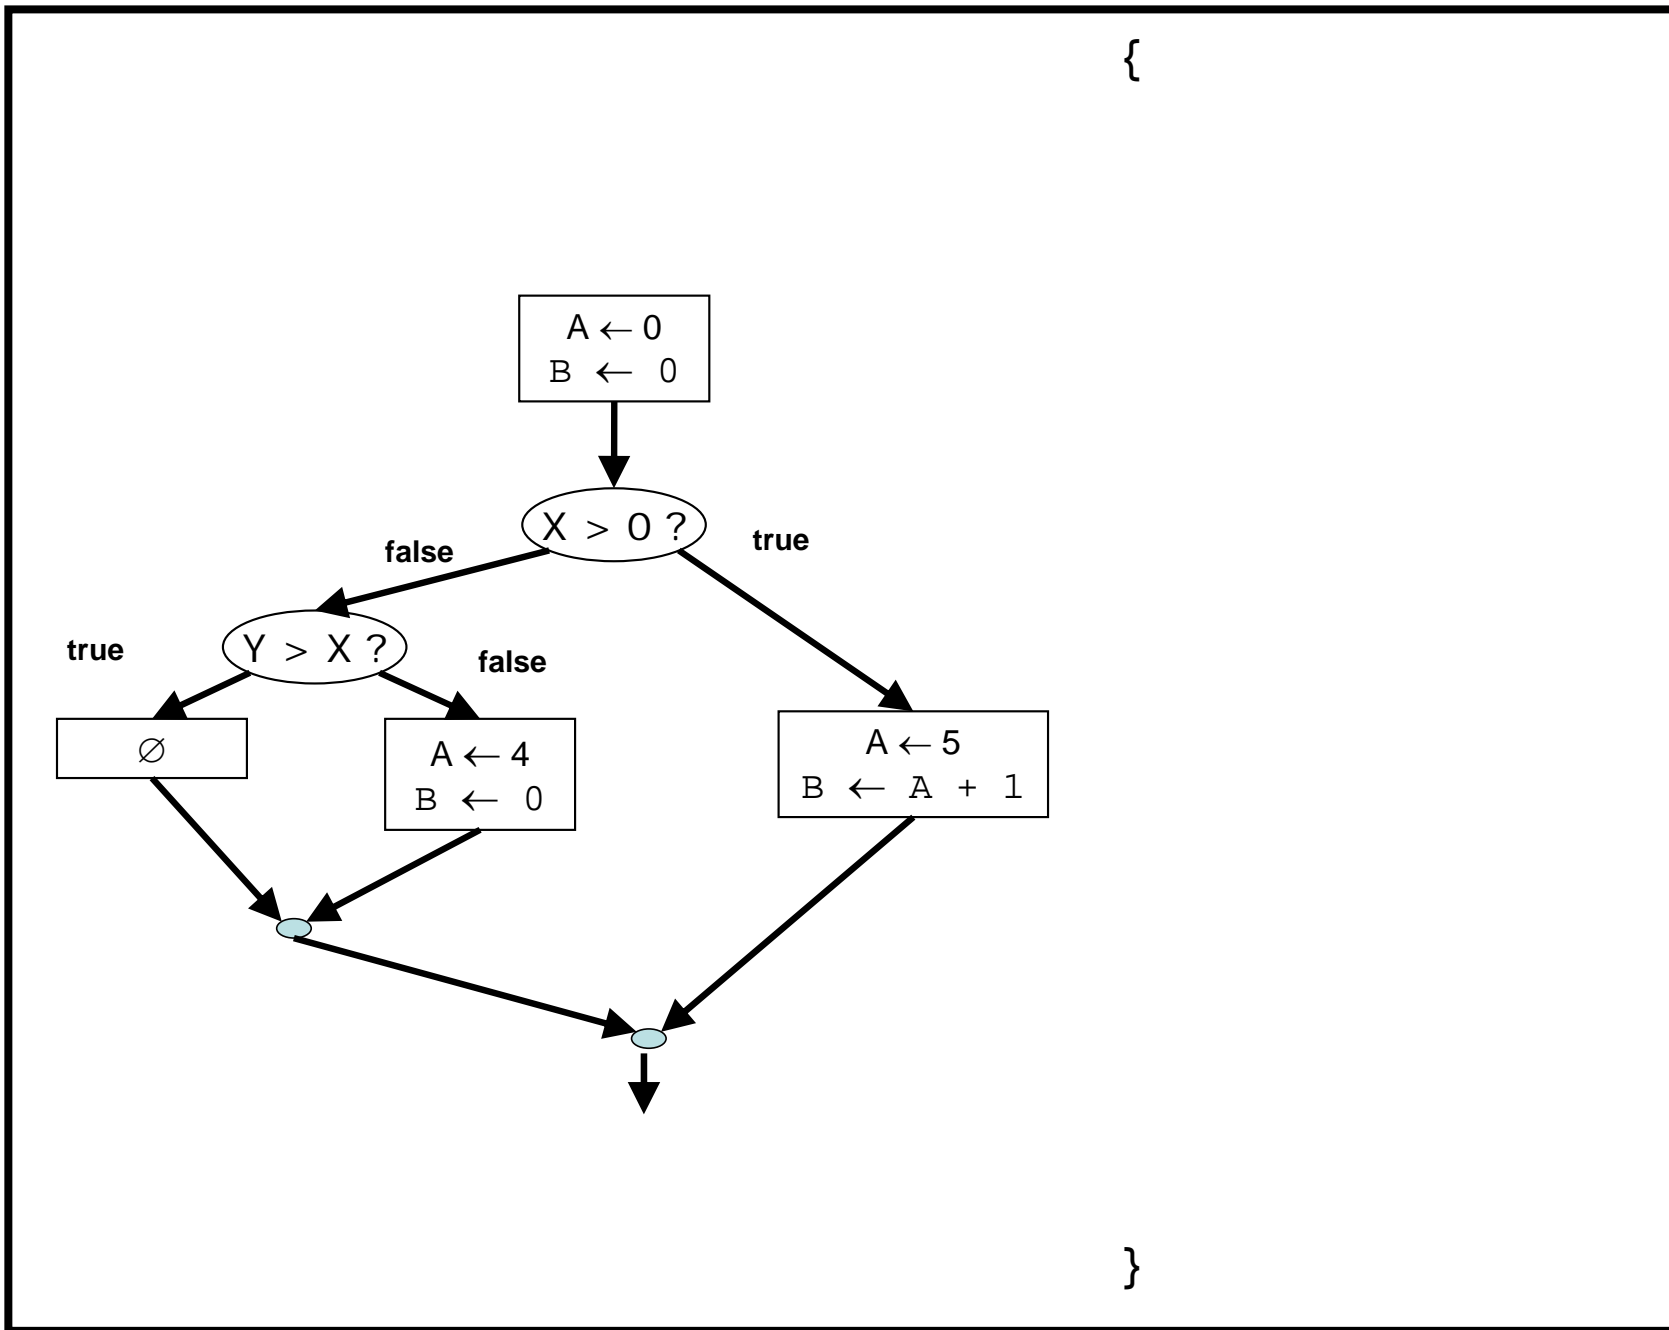 {
A ← 0
B ← 0
X > 0 ?
false
true
Y > X ?
true
false
∅
A ← 4
B ← 0
A ← 5
B ← A + 1
}